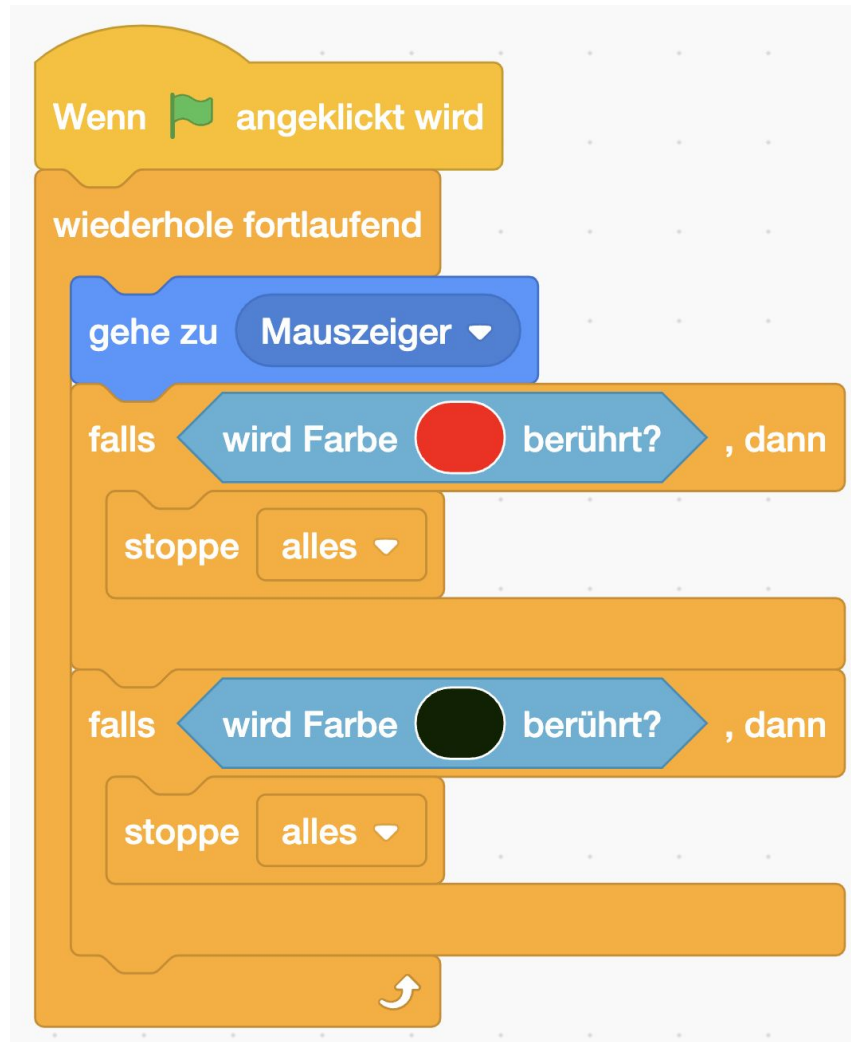 Wenn angeklickt wird
wiederhole fortlaufend
gehe zu Mauszeiger
falls wird Farbe berührt? , dann
stoppe alles
falls wird Farbe berührt? , dann
stoppe alles